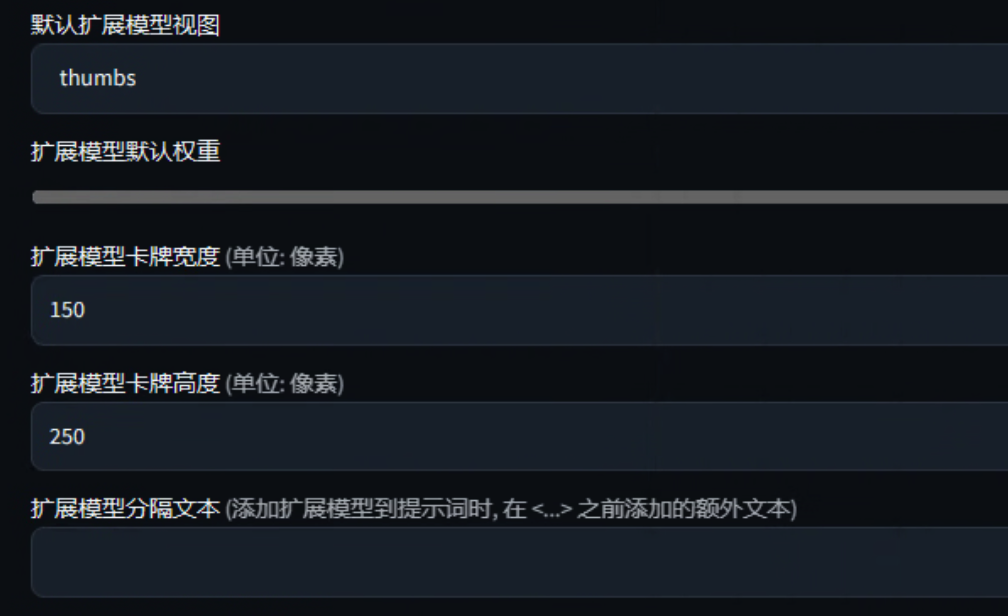 默认扩展模型视图
thumbs
扩展模型默认权重
扩展模型卡牌宽度 (单位: 像素)
150
扩展模型卡牌高度 (单位: 像素)
250
扩展模型分隔文本 (添加扩展模型到提示词时, 在 <...> 之前添加的额外文本)